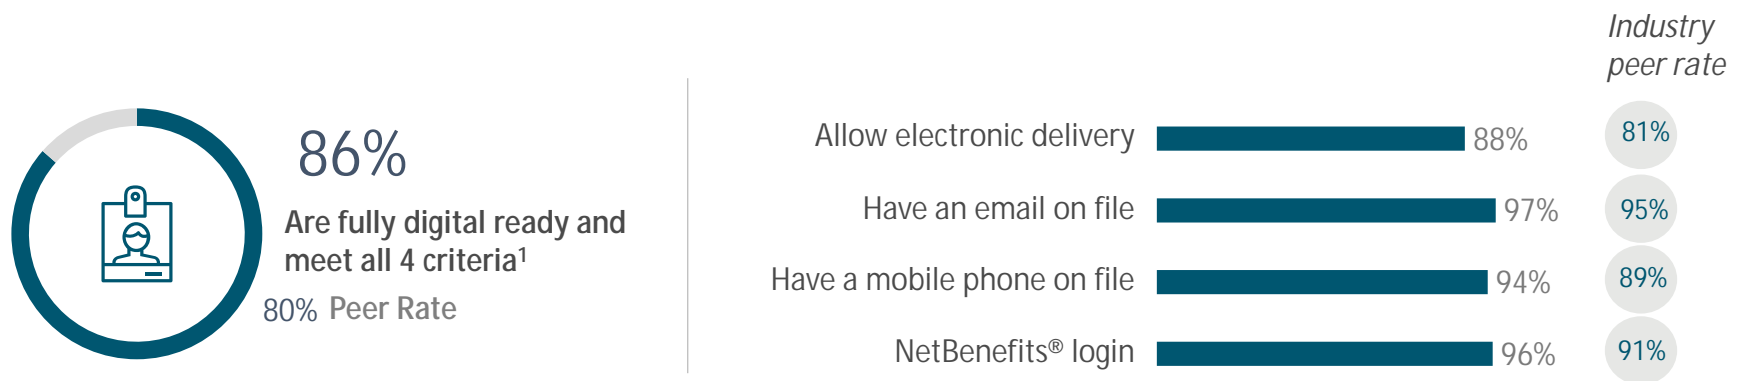 86%
Are fully digital ready and
meet all 4 criteria¹
80% Peer Rate
Industry
peer rate
Allow electronic delivery 88% 81%
Have an email on file 97% 95%
Have a mobile phone on file 94% 89%
NetBenefits® login 96% 91%